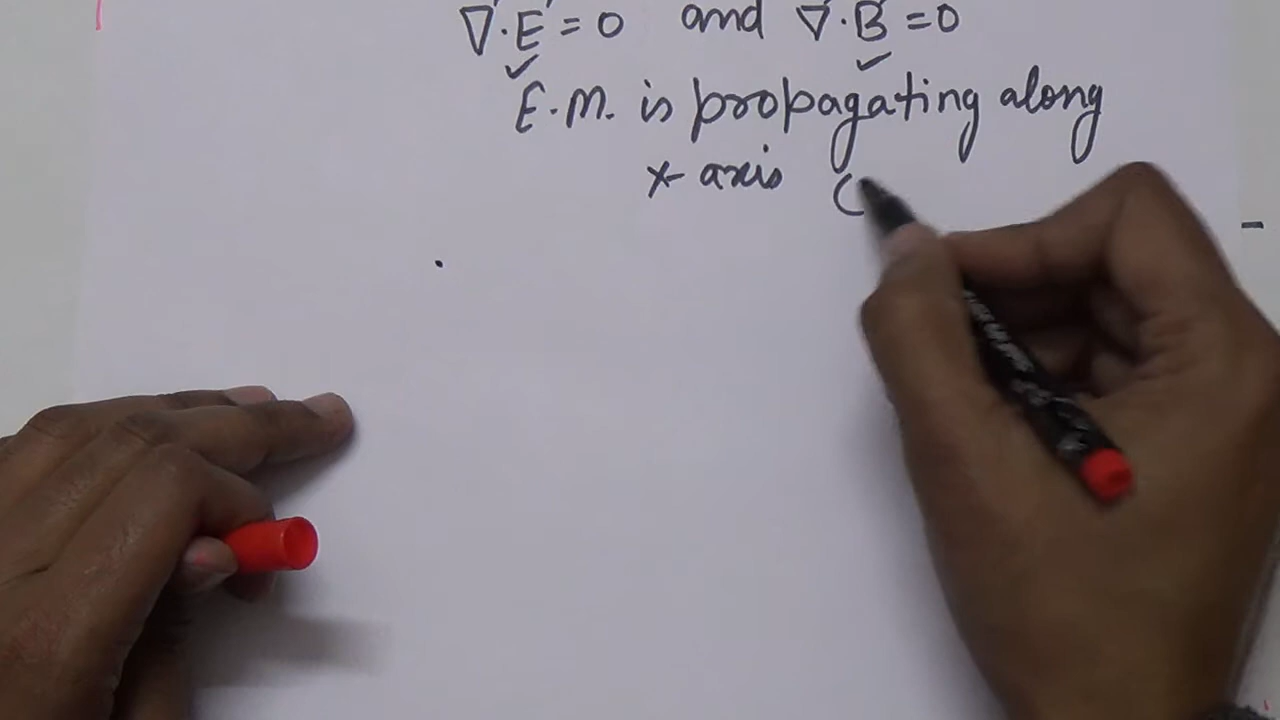 ∇·E = 0 and ∇·B = 0
E.M. is propagating along
x-axis (